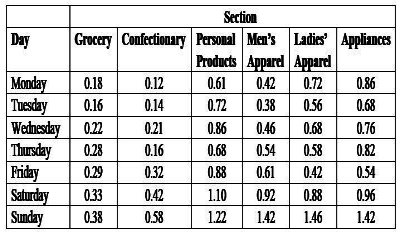 Section
Day Grocery Confectionary Personal Products Men's Apparel Ladies' Apparel Appliances
Monday 0.18 0.12 0.61 0.42 0.72 0.86
Tuesday 0.16 0.14 0.72 0.38 0.56 0.68
Wednesday 0.22 0.21 0.86 0.46 0.68 0.76
Thursday 0.28 0.16 0.68 0.54 0.58 0.82
Friday 0.29 0.32 0.88 0.61 0.42 0.54
Saturday 0.33 0.42 1.10 0.92 0.88 0.96
Sunday 0.38 0.58 1.22 1.42 1.46 1.42